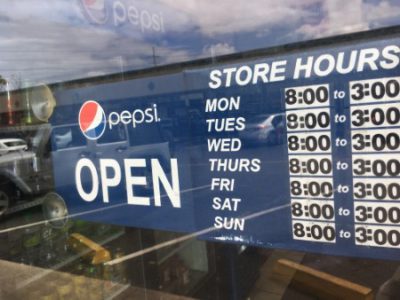 pepsi
pepsi.
OPEN
STORE HOURS
MON 8:00 to 3:00
TUES 8:00 to 3:00
WED 8:00 to 3:00
THURS 8:00 to 3:00
FRI 8:00 to 3:00
SAT 8:00 to 3:00
SUN 8:00 to 3:00